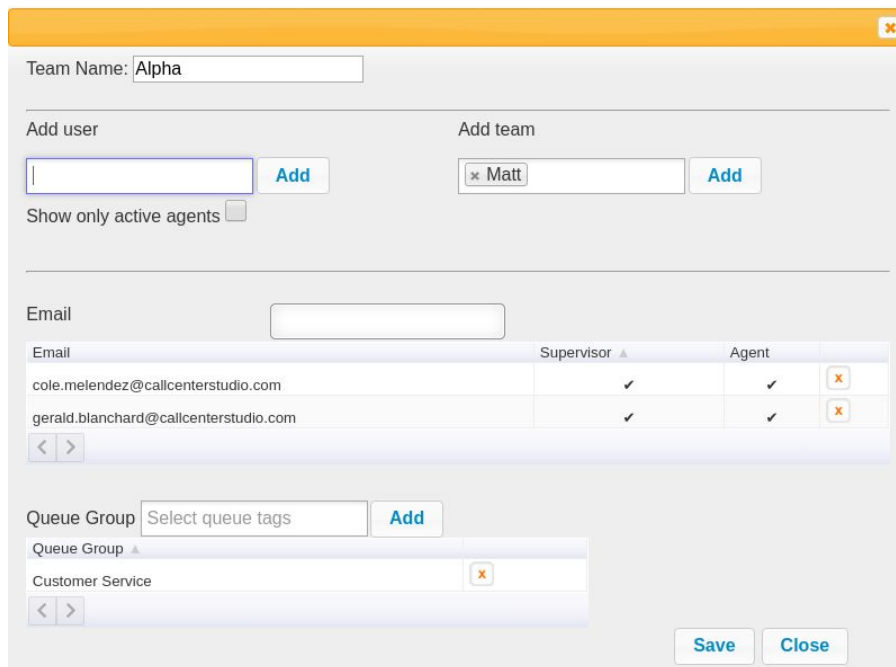 Team Name: Alpha
Add user Add team
Add × Matt Add
Show only active agents
Email
Email Supervisor ▲ Agent
cole.melendez@callcenterstudio.com ✔ ✔ x
gerald.blanchard@callcenterstudio.com ✔ ✔ x
< >
Queue Group Select queue tags Add
Queue Group ▲
Customer Service x
< >
Save Close